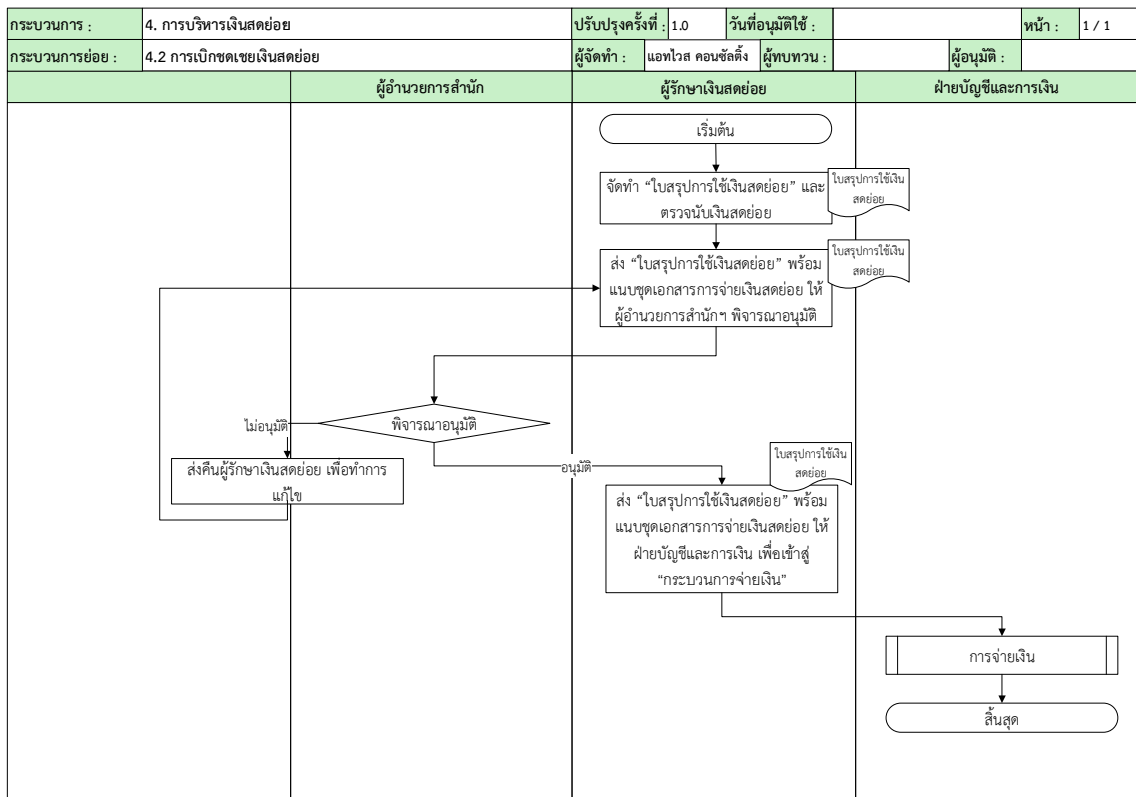 กระบวนการ : 4. การบริหารเงินสดย่อย ปรับปรุงครั้งที่ : 1.0 วันที่อนุมัติใช้ : หน้า : 1 / 1
กระบวนการย่อย : 4.2 การเบิกชดเชยเงินสดย่อย ผู้จัดทำ : แอทไวส คอนซัลติ้ง ผู้ทบทวน : ผู้อนุมัติ :
ผู้อำนวยการสำนัก ผู้รักษาเงินสดย่อย ฝ่ายบัญชีและการเงิน
เริ่มต้น
จัดทำ “ใบสรุปการใช้เงินสดย่อย” และ
ตรวจนับเงินสดย่อย
ใบสรุปการใช้เงิน
สดย่อย
ส่ง “ใบสรุปการใช้เงินสดย่อย” พร้อม
แนบชุดเอกสารการจ่ายเงินสดย่อย ให้
ผู้อำนวยการสำนักฯ พิจารณาอนุมัติ
ใบสรุปการใช้เงิน
สดย่อย
พิจารณาอนุมัติ
ไม่อนุมัติ
ส่งคืนผู้รักษาเงินสดย่อย เพื่อทำการ
แก้ไข
อนุมัติ
ใบสรุปการใช้เงิน
สดย่อย
ส่ง “ใบสรุปการใช้เงินสดย่อย” พร้อม
แนบชุดเอกสารการจ่ายเงินสดย่อย ให้
ฝ่ายบัญชีและการเงิน เพื่อเข้าสู่
“กระบวนการจ่ายเงิน”
การจ่ายเงิน
สิ้นสุด